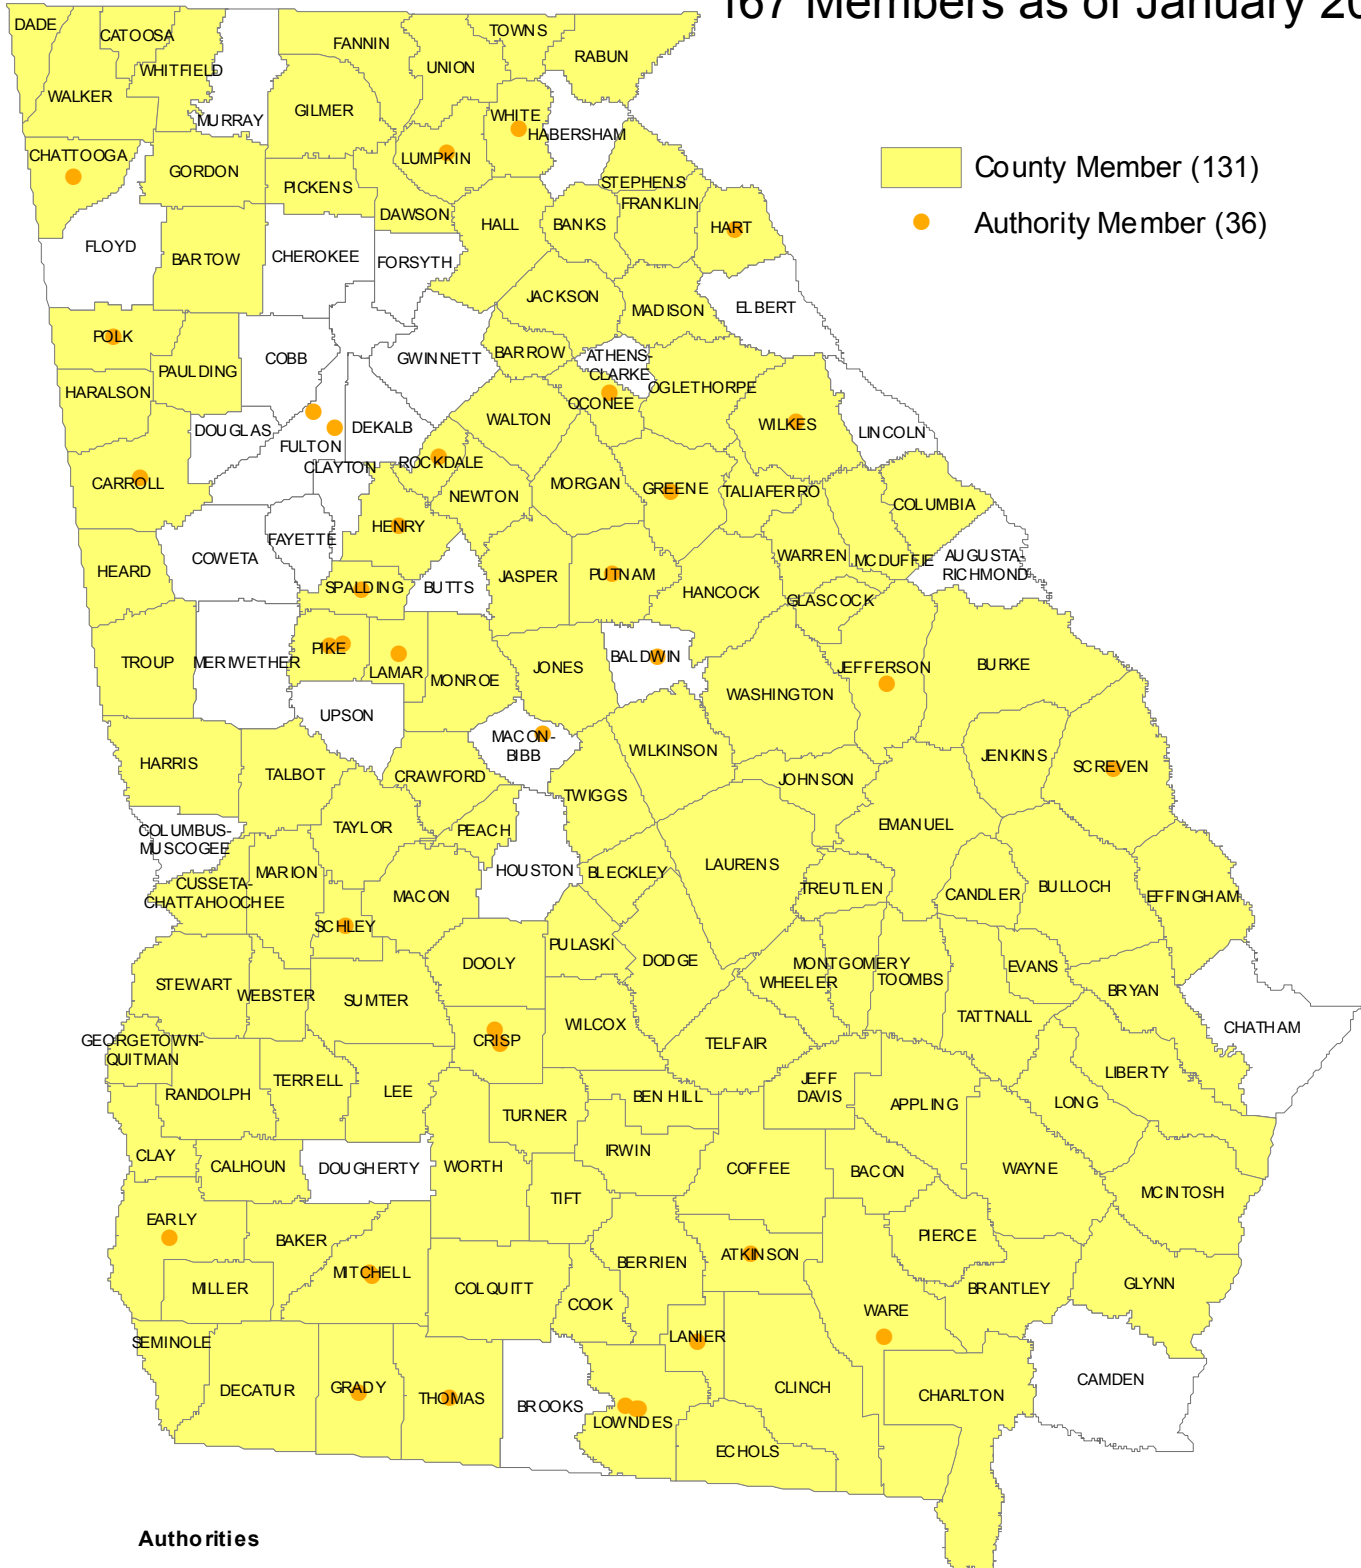 167 Members as of January 20
DADE
CATOOSA
TOWNS
FANNIN
RABUN
UNION
WHITFIELD
WALKER
GILMER
WHITE
MURRAY
HABERSHAM
CHATTOOGA
LUMPKIN
GORDON
County Member (131)
PICKENS
STEPHENS
FRANKLIN
DAWSON
HALL
BANKS
HART
Authority Member (36)
FLOYD
BARTOW
CHEROKEE
FORSYTH
JACKSON
MADISON
ELBERT
POLK
COBB
GWINNETT
BARROW
ATHENS-
CLARKE
PAULDING
HARALSON
OGLETHORPE
OCONEE
WALTON
WILKES
DOUGLAS
DEKALB
LINCOLN
FULTON
CLAYTON
ROCKDALE
CARROLL
NEWTON
MORGAN
GREENE
TALIAFERRO
COLUMBIA
HENRY
FAYETTE
COWETA
WARREN
MCDUFFIE
AUGUSTA-
RICHMOND
HEARD
SPALDING
BUTTS
JASPER
PUTNAM
HANCOCK
GLASCOCK
TROUP
MERIWETHER
PIKE
LAMAR
MONROE
JONES
BALDWIN
WASHINGTON
JEFFERSON
BURKE
UPSON
MACON-
BIBB
WILKINSON
JENKINS
SCREVEN
HARRIS
TALBOT
CRAWFORD
JOHNSON
TWIGGS
TAYLOR
PEACH
EMANUEL
COLUMBUS-
MUSCOGEE
HOUSTON
BLECKLEY
LAURENS
MARION
CUSSETA-
CHATTAHOOCHEE
MACON
TREUTLEN
CANDLER
BULLOCH
EFFINGHAM
SCHLEY
PULASKI
DOOLY
DODGE
MONTGOMERY
WHEELER
TOOMBS
EVANS
STEWART
WEBSTER
SUMTER
BRYAN
TATTNALL
WILCOX
CHATHAM
GEORGETOWN-
QUITMAN
CRISP
TELFAIR
TERRELL
LEE
RANDOLPH
BEN HILL
JEFF
DAVIS
LIBERTY
APPLING
LONG
TURNER
CLAY
CALHOUN
DOUGHERTY
WORTH
IRWIN
COFFEE
BACON
WAYNE
TIFT
MCINTOSH
EARLY
BAKER
PIERCE
MITCHELL
BERRIEN
ATKINSON
MILLER
COLQUITT
COOK
BRANTLEY
GLYNN
WARE
SEMINOLE
LANIER
DECATUR
GRADY
THOMAS
BROOKS
CLINCH
CHARLTON
CAMDEN
LOWNDES
ECHOLS
Authorities